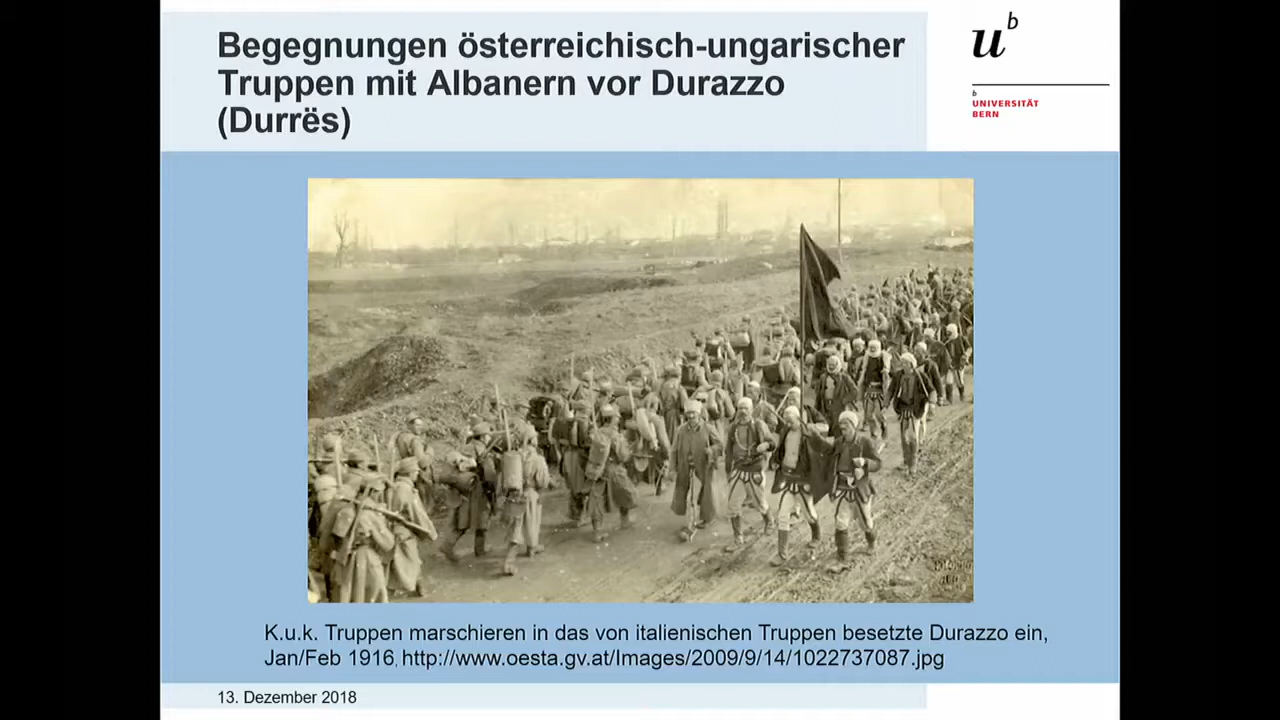 Begegnungen österreichisch-ungarischer
Truppen mit Albanern vor Durazzo
(Durrës)
u
b
b
UNIVERSITÄT
BERN
K.u.k. Truppen marschieren in das von italienischen Truppen besetzte Durazzo ein,
Jan/Feb 1916, http://www.oesta.gv.at/Images/2009/9/14/1022737087.jpg
13. Dezember 2018